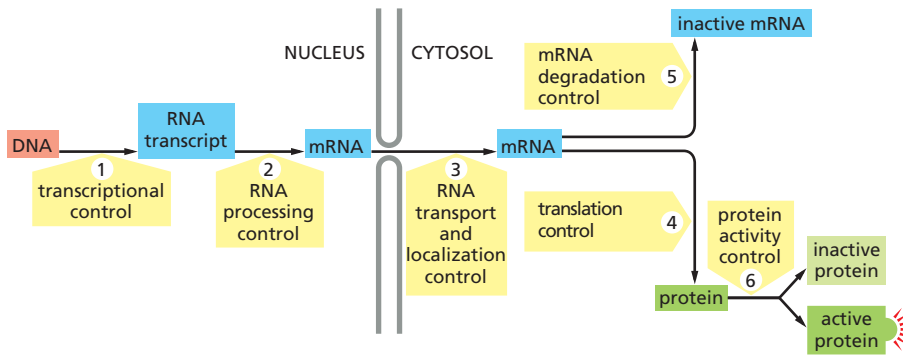 NUCLEUS
CYTOSOL
DNA
1
transcriptional
control
RNA
transcript
2
RNA
processing
control
mRNA
3
RNA
transport
and
localization
control
mRNA
mRNA
degradation
control
5
inactive mRNA
translation
control
4
protein
protein
activity
control
6
inactive
protein
active
protein